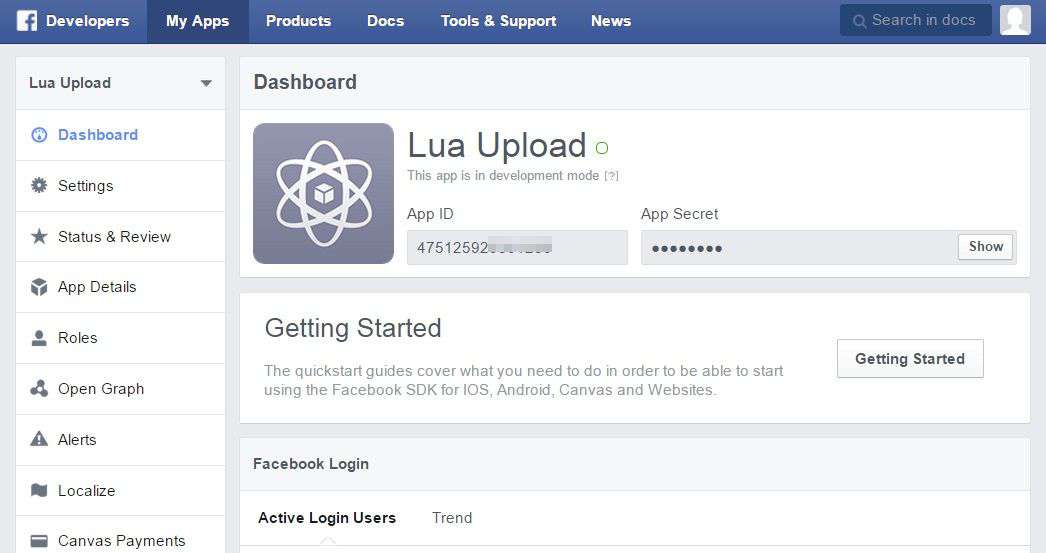 Developers
My Apps
Products
Docs
Tools & Support
News
Search in docs
Lua Upload
Dashboard
Settings
Status & Review
App Details
Roles
Open Graph
Alerts
Localize
Canvas Payments
Dashboard
Lua Upload
This app is in development mode [?]
App ID
App Secret
●●●●●●●●
Show
Getting Started
The quickstart guides cover what you need to do in order to be able to start
using the Facebook SDK for IOS, Android, Canvas and Websites.
Getting Started
Facebook Login
Active Login Users
Trend